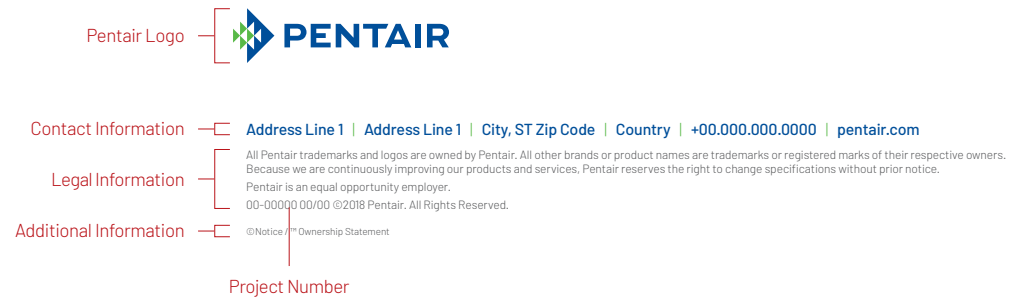 Pentair Logo
PENTAIR
Contact Information
Address Line 1 | Address Line 1 | City, ST Zip Code | Country | +00.000.000.0000 | pentair.com
Legal Information
All Pentair trademarks and logos are owned by Pentair. All other brands or product names are trademarks or registered marks of their respective owners.
Because we are continuously improving our products and services, Pentair reserves the right to change specifications without prior notice.
Pentair is an equal opportunity employer.
00-00000 00/00 ©2018 Pentair. All Rights Reserved.
Additional Information
©Notice / ™ Ownership Statement
Project Number